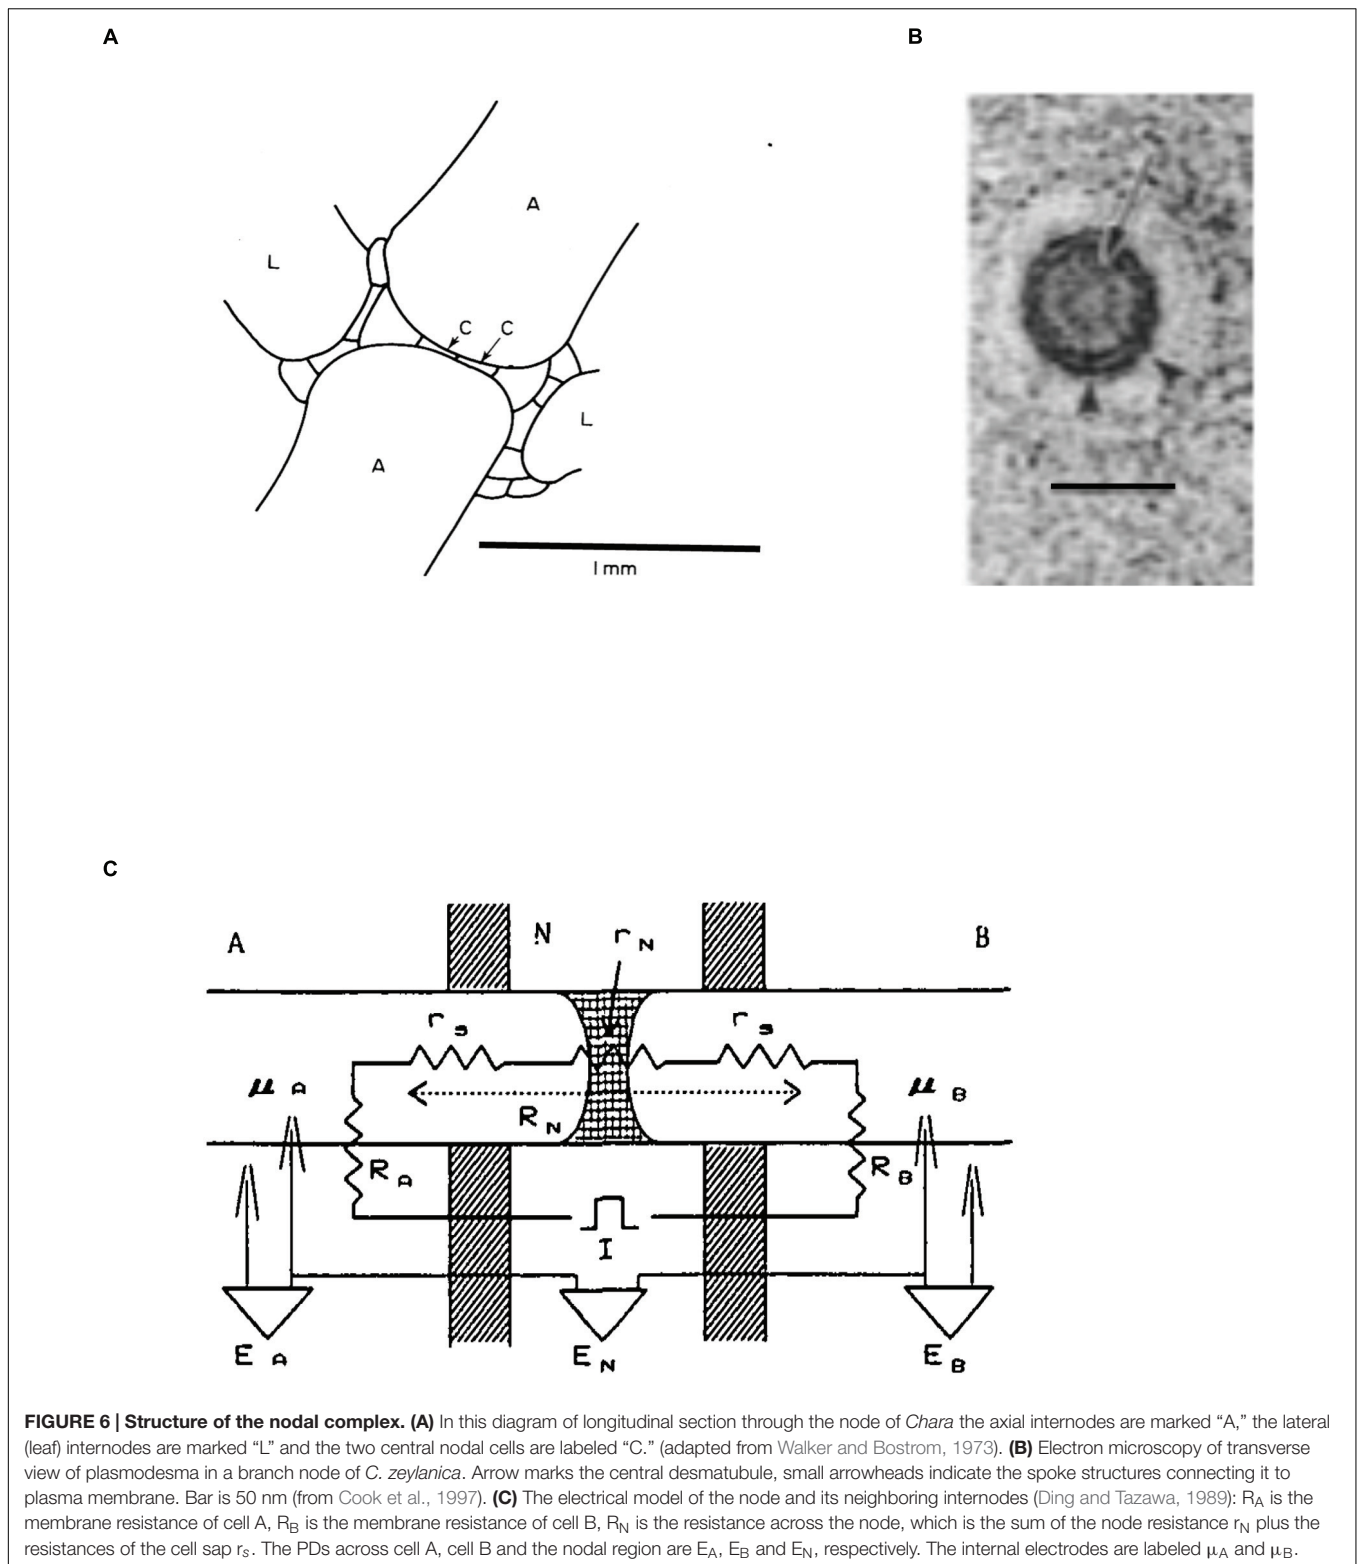 A
B
A
L
C
C
L
A
1 mm
C
A
N
r N
B
r s
r s
μ A
μ B
R N
R A
R B
I
E A
E N
E B
FIGURE 6 | Structure of the nodal complex. (A) In this diagram of longitudinal section through the node of Chara the axial internodes are marked “A,” the lateral
(leaf) internodes are marked “L” and the two central nodal cells are labeled “C.” (adapted from Walker and Bostrom, 1973). (B) Electron microscopy of transverse
view of plasmodesma in a branch node of C. zeylanica. Arrow marks the central desmatubule, small arrowheads indicate the spoke structures connecting it to
plasma membrane. Bar is 50 nm (from Cook et al., 1997). (C) The electrical model of the node and its neighboring internodes (Ding and Tazawa, 1989): RA is the
membrane resistance of cell A, RB is the membrane resistance of cell B, RN is the resistance across the node, which is the sum of the node resistance rN plus the
resistances of the cell sap rs. The PDs across cell A, cell B and the nodal region are EA, EB and EN, respectively. The internal electrodes are labeled μA and μB.